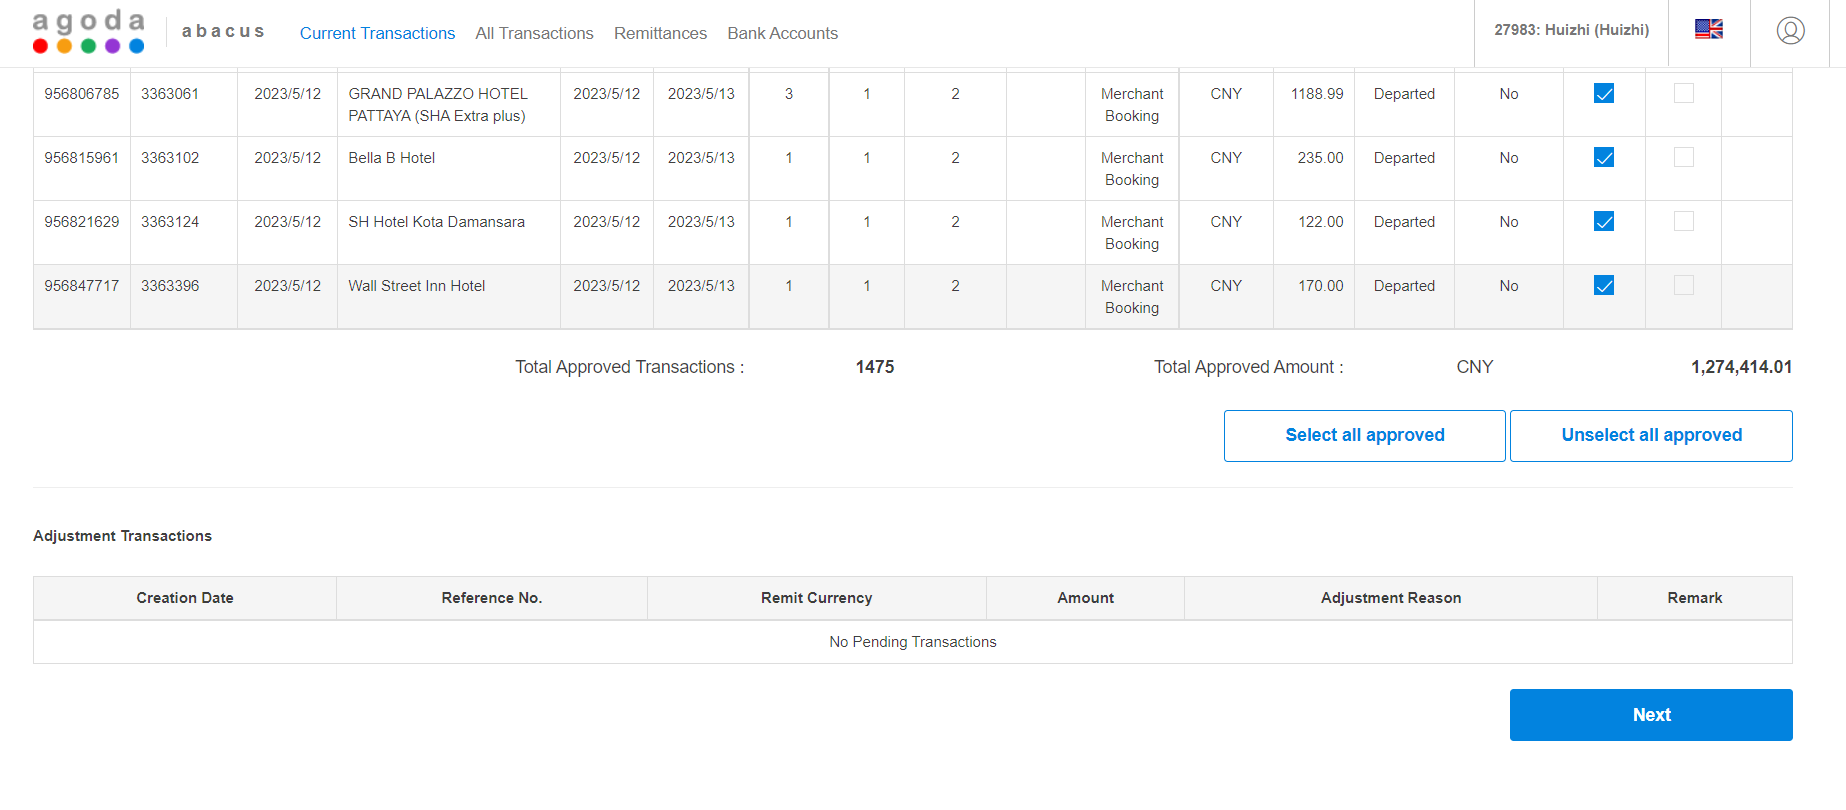 agoda abacus Current Transactions All Transactions Remittances Bank Accounts 27983: Huizhi (Huizhi)
956806785 3363061 2023/5/12 GRAND PALAZZO HOTEL 2023/5/12 2023/5/13 3 1 2 Merchant CNY 1188.99 Departed No
PATTAYA (SHA Extra plus) Booking
956815961 3363102 2023/5/12 Bella B Hotel 2023/5/12 2023/5/13 1 1 2 Merchant CNY 235.00 Departed No
Booking
956821629 3363124 2023/5/12 SH Hotel Kota Damansara 2023/5/12 2023/5/13 1 1 2 Merchant CNY 122.00 Departed No
Booking
956847717 3363396 2023/5/12 Wall Street Inn Hotel 2023/5/12 2023/5/13 1 1 2 Merchant CNY 170.00 Departed No
Booking
Total Approved Transactions : 1475 Total Approved Amount : CNY 1,274,414.01
Select all approved Unselect all approved
Adjustment Transactions
Creation Date Reference No. Remit Currency Amount Adjustment Reason Remark
No Pending Transactions
Next